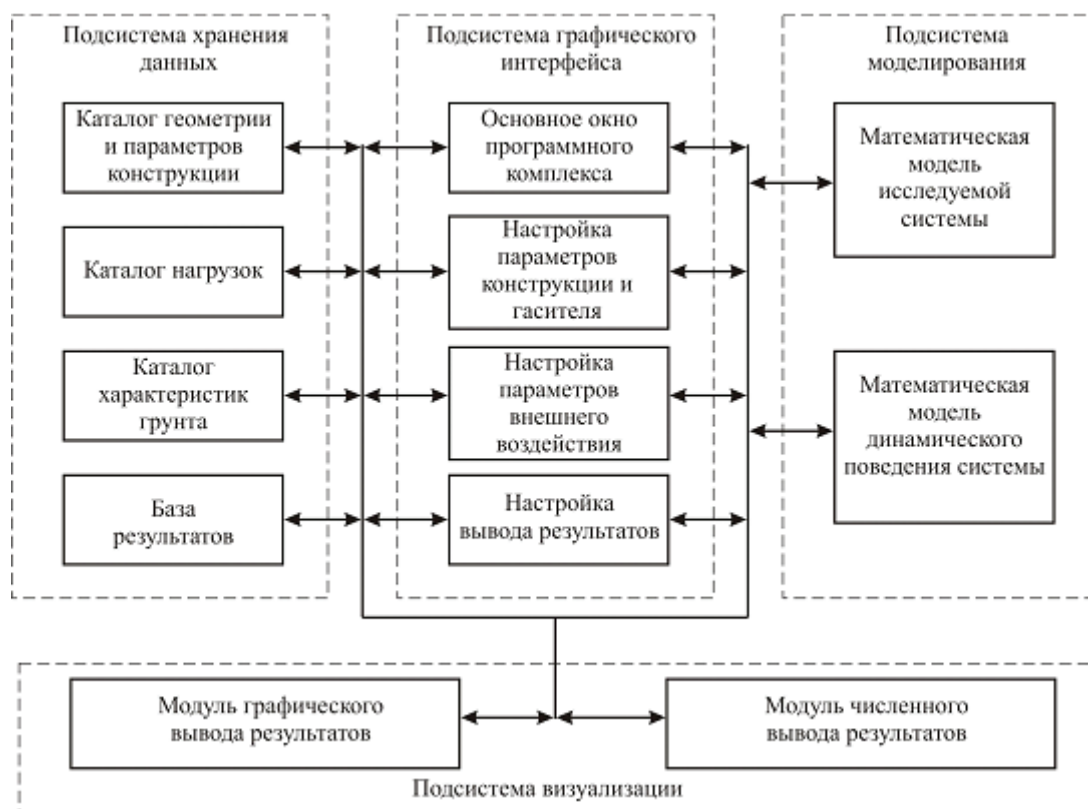 Подсистема хранения
данных
Каталог геометрии
и параметров
конструкции
Каталог нагрузок
Каталог
характеристик
грунта
База
результатов
Подсистема графического
интерфейса
Основное окно
программного
комплекса
Настройка
параметров
конструкции и
гасителя
Настройка
параметров
внешнего
воздействия
Настройка
вывода результатов
Подсистема
моделирования
Математическая
модель
исследуемой
системы
Математическая
модель
динамического
поведения системы
Модуль графического
вывода результатов
Модуль численного
вывода результатов
Подсистема визуализации